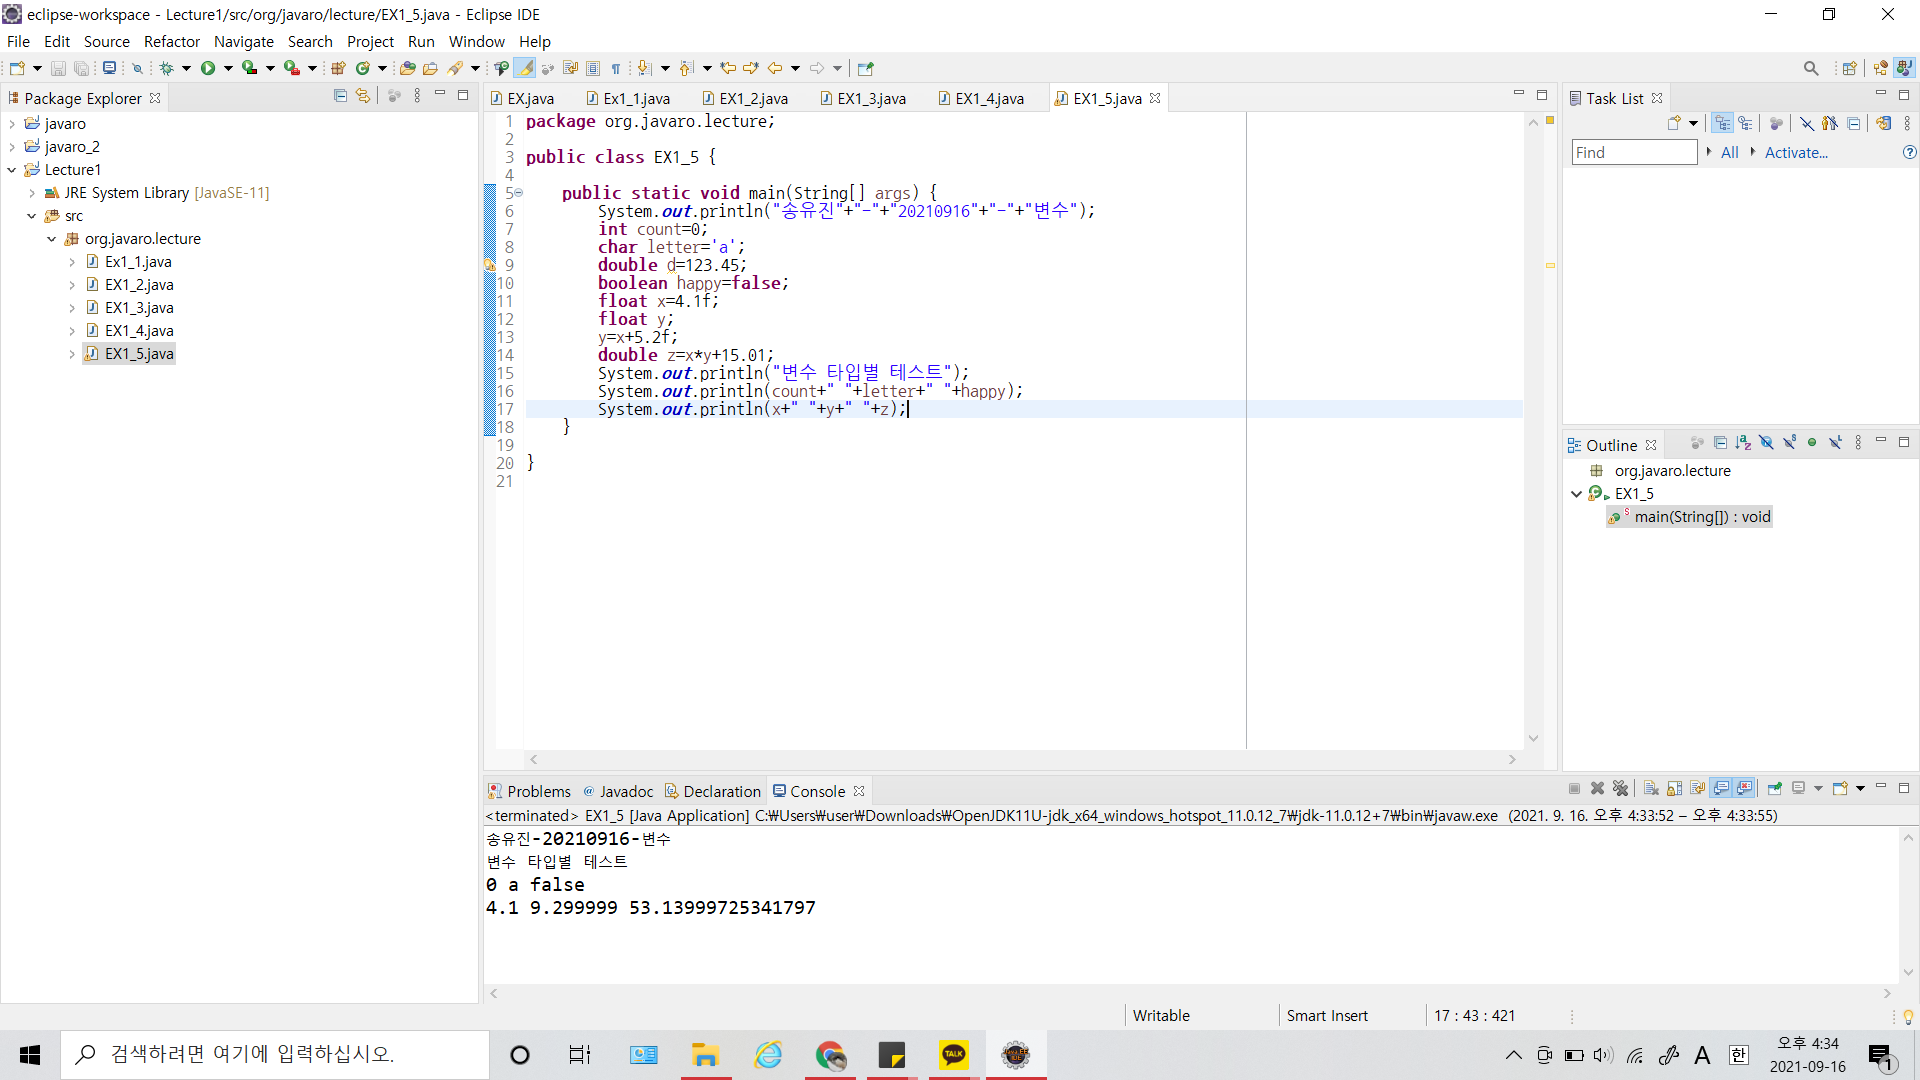 eclipse-workspace - Lecture1/src/org/javaro/lecture/EX1_5.java - Eclipse IDE
File Edit Source Refactor Navigate Search Project Run Window Help
Package Explorer
javaro
javaro_2
Lecture1
JRE System Library [JavaSE-11]
src
org.javaro.lecture
Ex1_1.java
EX1_2.java
EX1_3.java
EX1_4.java
EX1_5.java
EX.java Ex1_1.java EX1_2.java EX1_3.java EX1_4.java EX1_5.java
1 package org.javaro.lecture;
2
3 public class EX1_5 {
4
5 public static void main(String[] args) {
6 System.out.println("송유진"+"-"+"20210916"+"-"+"변수");
7 int count=0;
8 char letter='a';
9 double d=123.45;
10 boolean happy=false;
11 float x=4.1f;
12 float y;
13 y=x+5.2f;
14 double z=x*y+15.01;
15 System.out.println("변수 타입별 테스트");
16 System.out.println(count+" "+letter+" "+happy);
17 System.out.println(x+" "+y+" "+z);
18 }
19
20 }
21
Task List
Find All Activate...
Outline
org.javaro.lecture
EX1_5
main(String[]) : void
Problems @ Javadoc Declaration Console
<terminated> EX1_5 [Java Application] C:₩Users₩user₩Downloads₩OpenJDK11U-jdk_x64_windows_hotspot_11.0.12_7₩jdk-11.0.12+7₩bin₩javaw.exe (2021. 9. 16. 오후 4:33:52 – 오후 4:33:55)
송유진-20210916-변수
변수 타입별 테스트
0 a false
4.1 9.299999 53.13999725341797
Writable Smart Insert 17 : 43 : 421
검색하려면 여기에 입력하십시오.
TALK
A 한
오후 4:34
2021-09-16
1